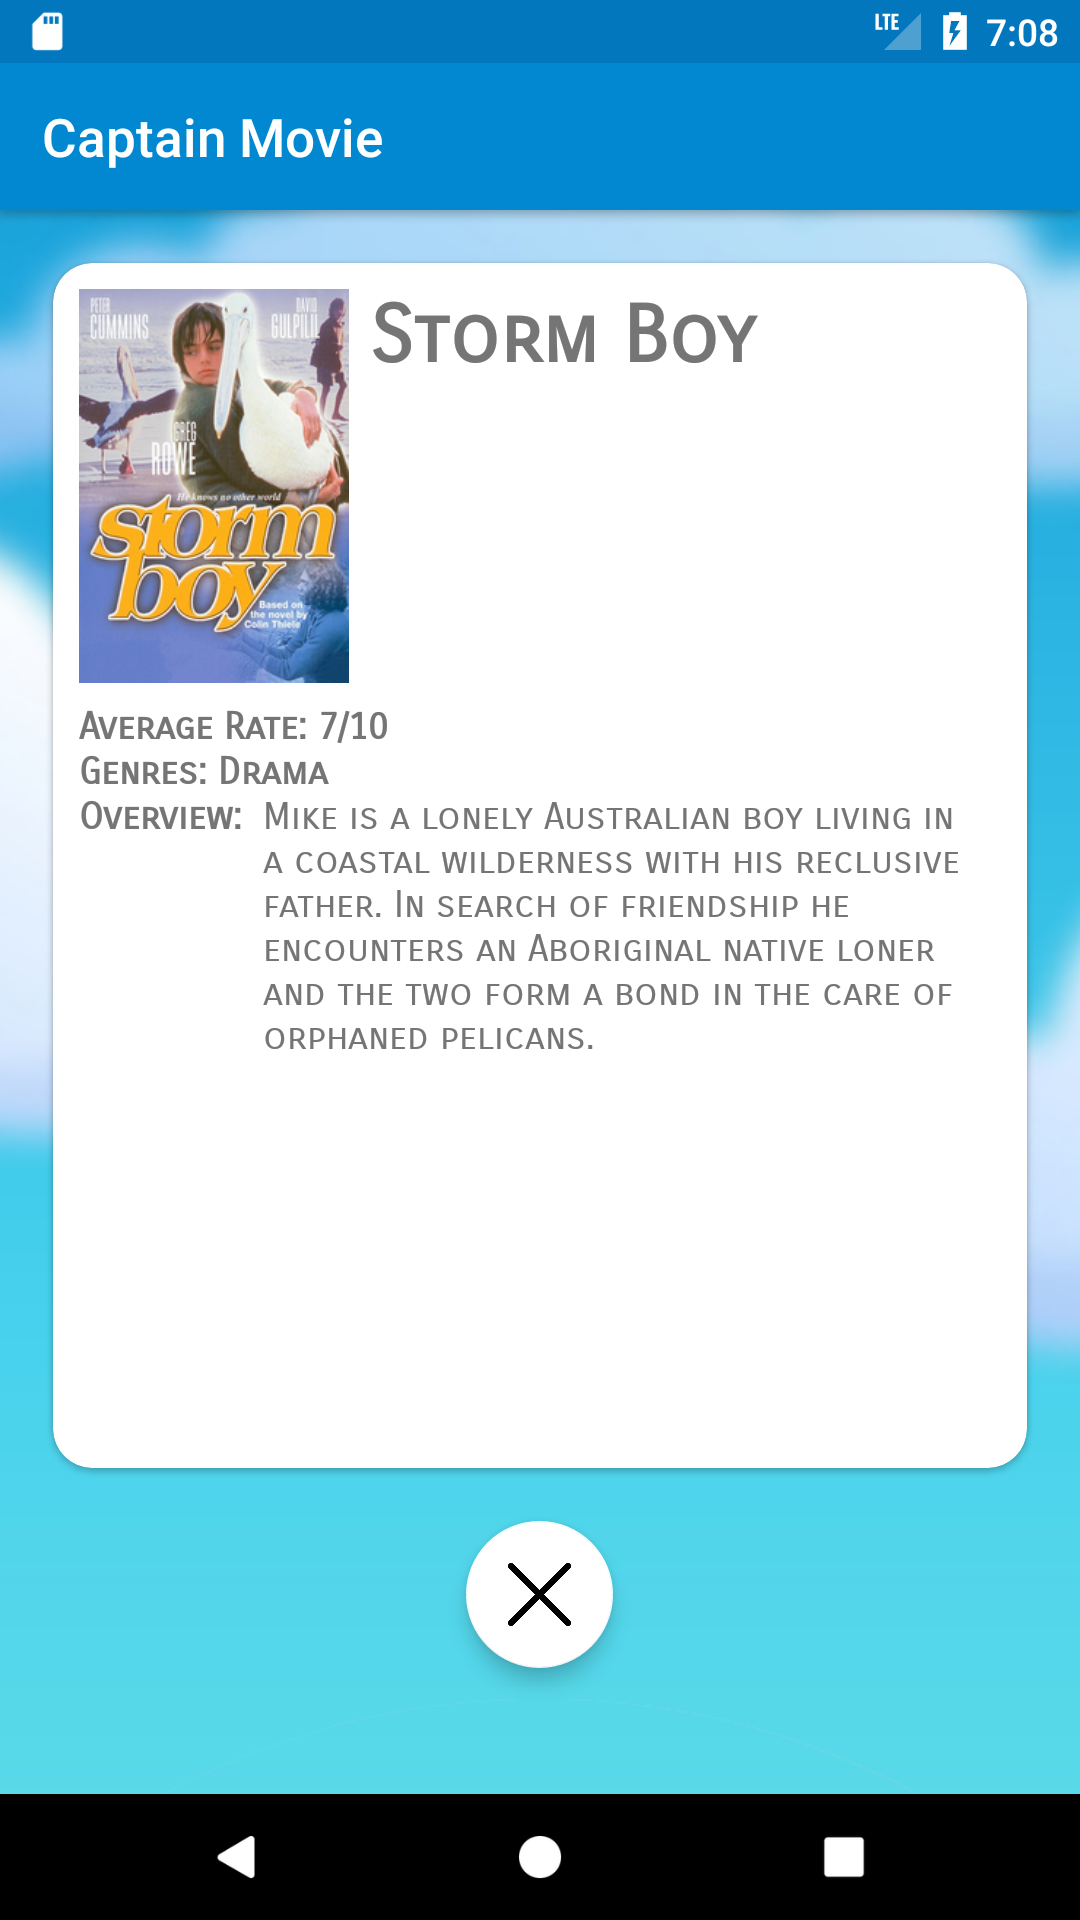 LTE 7:08
Captain Movie
PETER CUMMINS
DAVID GULPILIL
GREG ROWE
He knows no other world
storm boy
Based on
the novel by
Colin Thiele
Storm Boy
Average Rate: 7/10
Genres: Drama
Overview: Mike is a lonely Australian boy living in
a coastal wilderness with his reclusive
father. In search of friendship he
encounters an Aboriginal native loner
and the two form a bond in the care of
orphaned pelicans.